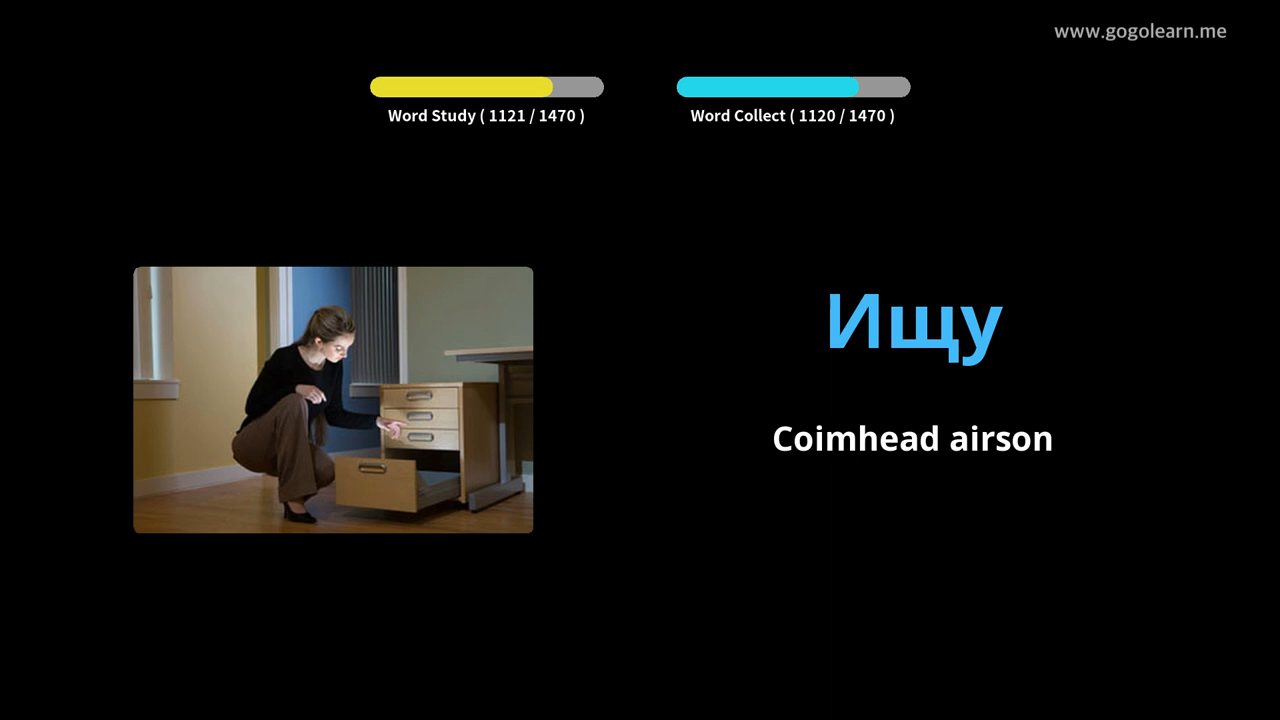 www.gogolearn.me
Word Study ( 1121 / 1470 )
Word Collect ( 1120 / 1470 )
Ищу
Coimhead airson